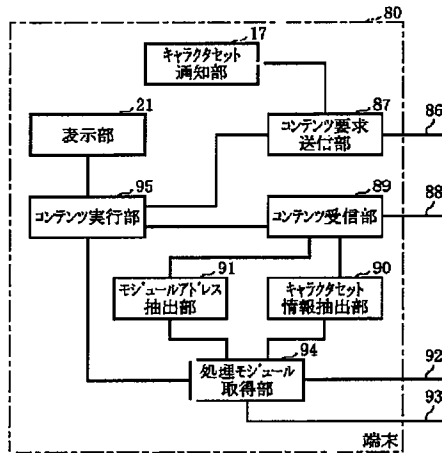 80
17
キャラクタセット
通知部
21
表示部
87
コンテンツ要求
送信部
86
95
コンテンツ実行部
89
コンテンツ受信部
88
91
モジュールアドレス
抽出部
90
キャラクタセット
情報抽出部
94
処理モジュール
取得部
92
93
端末